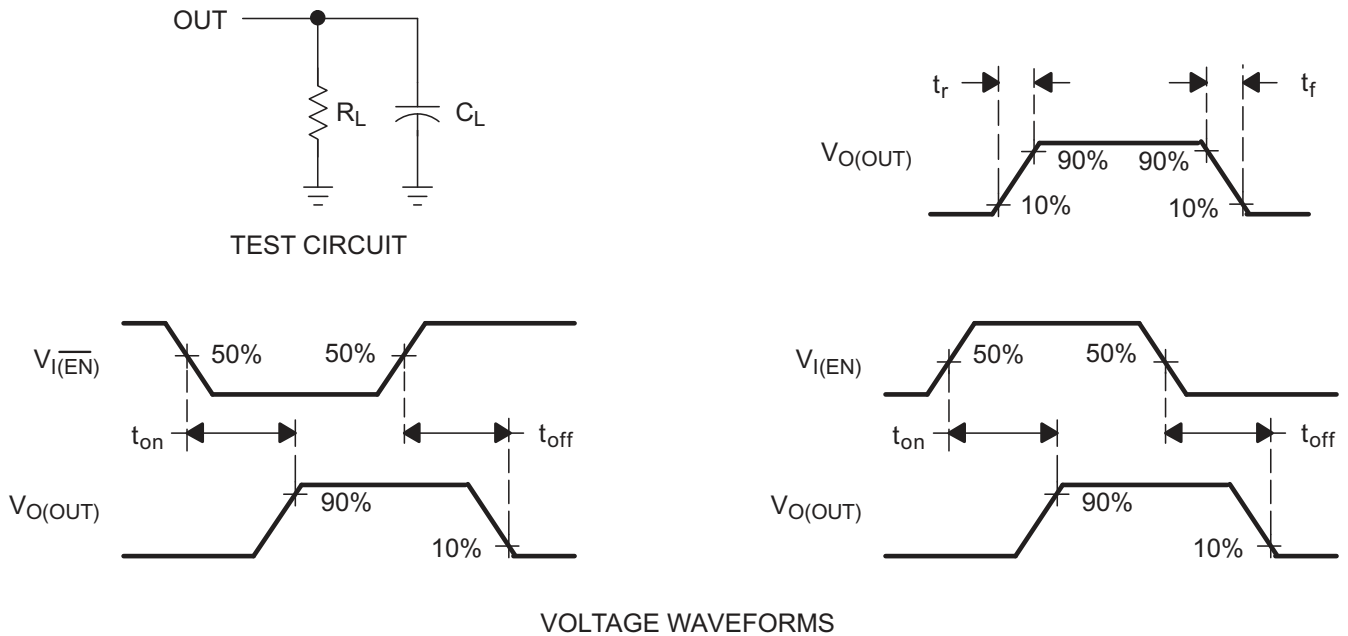 OUT
R_L
C_L
TEST CIRCUIT
t_r
t_f
V_O(OUT)
90% 90%
10% 10%
V_I(E̅N̅)
50% 50%
t_on
t_off
V_O(OUT)
90%
10%
V_I(EN)
50% 50%
t_on
t_off
V_O(OUT)
90%
10%
VOLTAGE WAVEFORMS